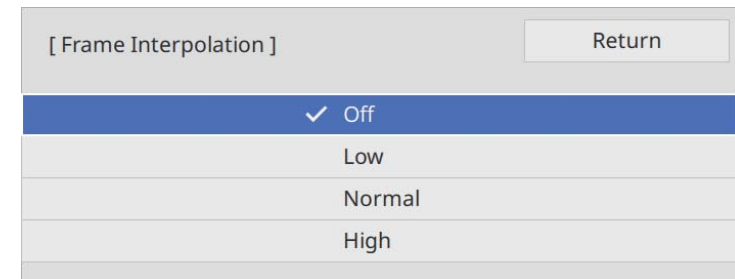 [ Frame Interpolation ]
Return
Off
Low
Normal
High